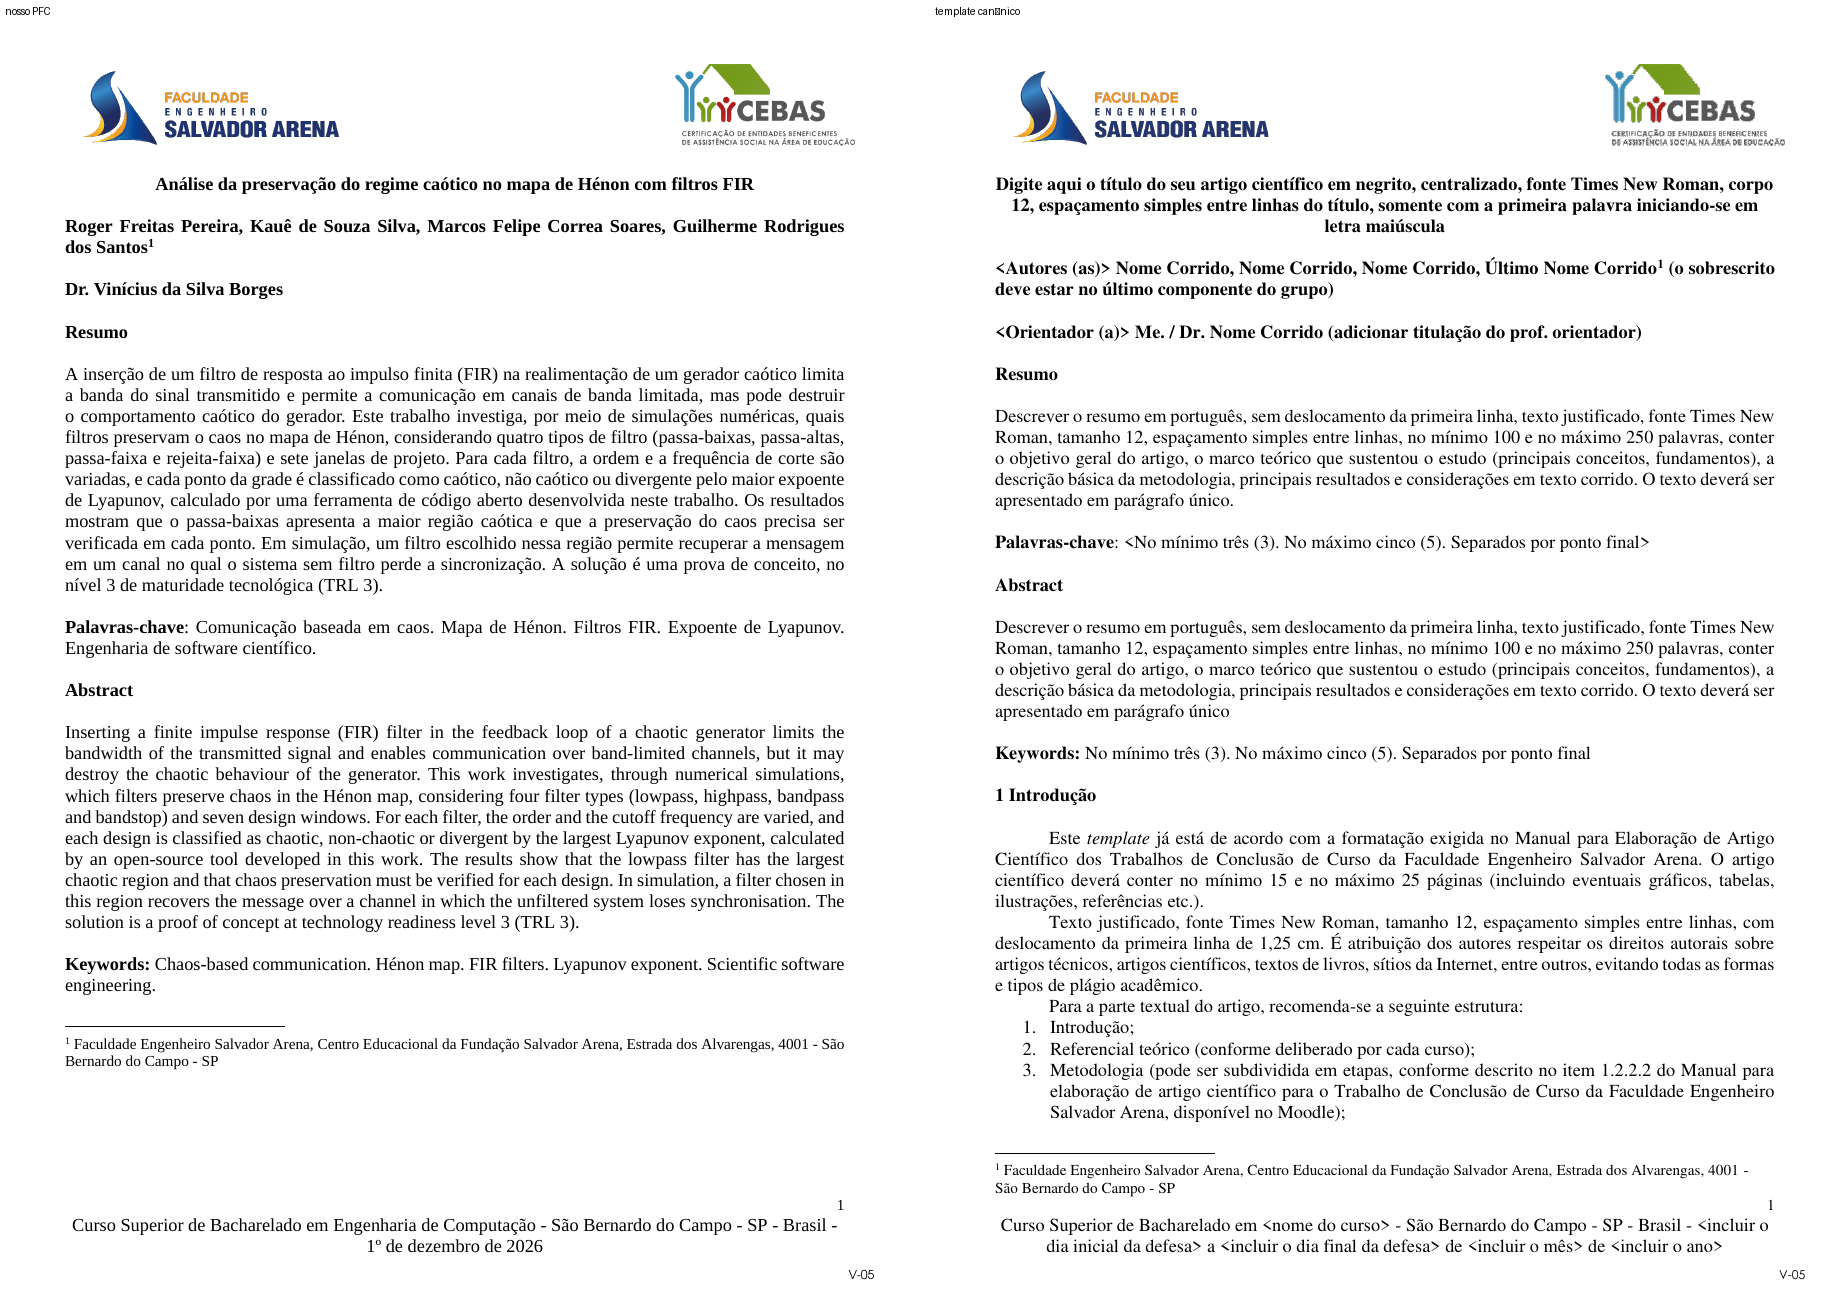 nosso PFC
FACULDADE
ENGENHEIRO
SALVADOR ARENA
CEBAS
CERTIFICAÇÃO DE ENTIDADES BENEFICENTES
DE ASSISTÊNCIA SOCIAL NA ÁREA DE EDUCAÇÃO
Análise da preservação do regime caótico no mapa de Hénon com filtros FIR
Roger Freitas Pereira, Kauê de Souza Silva, Marcos Felipe Correa Soares, Guilherme Rodrigues
dos Santos¹
Dr. Vinícius da Silva Borges
Resumo
A inserção de um filtro de resposta ao impulso finita (FIR) na realimentação de um gerador caótico limita
a banda do sinal transmitido e permite a comunicação em canais de banda limitada, mas pode destruir
o comportamento caótico do gerador. Este trabalho investiga, por meio de simulações numéricas, quais
filtros preservam o caos no mapa de Hénon, considerando quatro tipos de filtro (passa-baixas, passa-altas,
passa-faixa e rejeita-faixa) e sete janelas de projeto. Para cada filtro, a ordem e a frequência de corte são
variadas, e cada ponto da grade é classificado como caótico, não caótico ou divergente pelo maior expoente
de Lyapunov, calculado por uma ferramenta de código aberto desenvolvida neste trabalho. Os resultados
mostram que o passa-baixas apresenta a maior região caótica e que a preservação do caos precisa ser
verificada em cada ponto. Em simulação, um filtro escolhido nessa região permite recuperar a mensagem
em um canal no qual o sistema sem filtro perde a sincronização. A solução é uma prova de conceito, no
nível 3 de maturidade tecnológica (TRL 3).
Palavras-chave: Comunicação baseada em caos. Mapa de Hénon. Filtros FIR. Expoente de Lyapunov.
Engenharia de software científico.
Abstract
Inserting a finite impulse response (FIR) filter in the feedback loop of a chaotic generator limits the
bandwidth of the transmitted signal and enables communication over band-limited channels, but it may
destroy the chaotic behaviour of the generator. This work investigates, through numerical simulations,
which filters preserve chaos in the Hénon map, considering four filter types (lowpass, highpass, bandpass
and bandstop) and seven design windows. For each filter, the order and the cutoff frequency are varied, and
each design is classified as chaotic, non-chaotic or divergent by the largest Lyapunov exponent, calculated
by an open-source tool developed in this work. The results show that the lowpass filter has the largest
chaotic region and that chaos preservation must be verified for each design. In simulation, a filter chosen in
this region recovers the message over a channel in which the unfiltered system loses synchronisation. The
solution is a proof of concept at technology readiness level 3 (TRL 3).
Keywords: Chaos-based communication. Hénon map. FIR filters. Lyapunov exponent. Scientific software
engineering.
¹ Faculdade Engenheiro Salvador Arena, Centro Educacional da Fundação Salvador Arena, Estrada dos Alvarengas, 4001 - São
Bernardo do Campo - SP
1
Curso Superior de Bacharelado em Engenharia de Computação - São Bernardo do Campo - SP - Brasil -
1º de dezembro de 2026
V-05
template can□nico
FACULDADE
ENGENHEIRO
SALVADOR ARENA
CEBAS
CERTIFICAÇÃO DE ENTIDADES BENEFICENTES
DE ASSISTÊNCIA SOCIAL NA ÁREA DE EDUCAÇÃO
Digite aqui o título do seu artigo científico em negrito, centralizado, fonte Times New Roman, corpo
12, espaçamento simples entre linhas do título, somente com a primeira palavra iniciando-se em
letra maiúscula
<Autores (as)> Nome Corrido, Nome Corrido, Nome Corrido, Último Nome Corrido¹ (o sobrescrito
deve estar no último componente do grupo)
<Orientador (a)> Me. / Dr. Nome Corrido (adicionar titulação do prof. orientador)
Resumo
Descrever o resumo em português, sem deslocamento da primeira linha, texto justificado, fonte Times New
Roman, tamanho 12, espaçamento simples entre linhas, no mínimo 100 e no máximo 250 palavras, conter
o objetivo geral do artigo, o marco teórico que sustentou o estudo (principais conceitos, fundamentos), a
descrição básica da metodologia, principais resultados e considerações em texto corrido. O texto deverá ser
apresentado em parágrafo único.
Palavras-chave: <No mínimo três (3). No máximo cinco (5). Separados por ponto final>
Abstract
Descrever o resumo em português, sem deslocamento da primeira linha, texto justificado, fonte Times New
Roman, tamanho 12, espaçamento simples entre linhas, no mínimo 100 e no máximo 250 palavras, conter
o objetivo geral do artigo, o marco teórico que sustentou o estudo (principais conceitos, fundamentos), a
descrição básica da metodologia, principais resultados e considerações em texto corrido. O texto deverá ser
apresentado em parágrafo único
Keywords: No mínimo três (3). No máximo cinco (5). Separados por ponto final
1 Introdução
Este template já está de acordo com a formatação exigida no Manual para Elaboração de Artigo
Científico dos Trabalhos de Conclusão de Curso da Faculdade Engenheiro Salvador Arena. O artigo
científico deverá conter no mínimo 15 e no máximo 25 páginas (incluindo eventuais gráficos, tabelas,
ilustrações, referências etc.).
Texto justificado, fonte Times New Roman, tamanho 12, espaçamento simples entre linhas, com
deslocamento da primeira linha de 1,25 cm. É atribuição dos autores respeitar os direitos autorais sobre
artigos técnicos, artigos científicos, textos de livros, sítios da Internet, entre outros, evitando todas as formas
e tipos de plágio acadêmico.
Para a parte textual do artigo, recomenda-se a seguinte estrutura:
1. Introdução;
2. Referencial teórico (conforme deliberado por cada curso);
3. Metodologia (pode ser subdividida em etapas, conforme descrito no item 1.2.2.2 do Manual para
elaboração de artigo científico para o Trabalho de Conclusão de Curso da Faculdade Engenheiro
Salvador Arena, disponível no Moodle);
¹ Faculdade Engenheiro Salvador Arena, Centro Educacional da Fundação Salvador Arena, Estrada dos Alvarengas, 4001 -
São Bernardo do Campo - SP
1
Curso Superior de Bacharelado em <nome do curso> - São Bernardo do Campo - SP - Brasil - <incluir o
dia inicial da defesa> a <incluir o dia final da defesa> de <incluir o mês> de <incluir o ano>
V-05